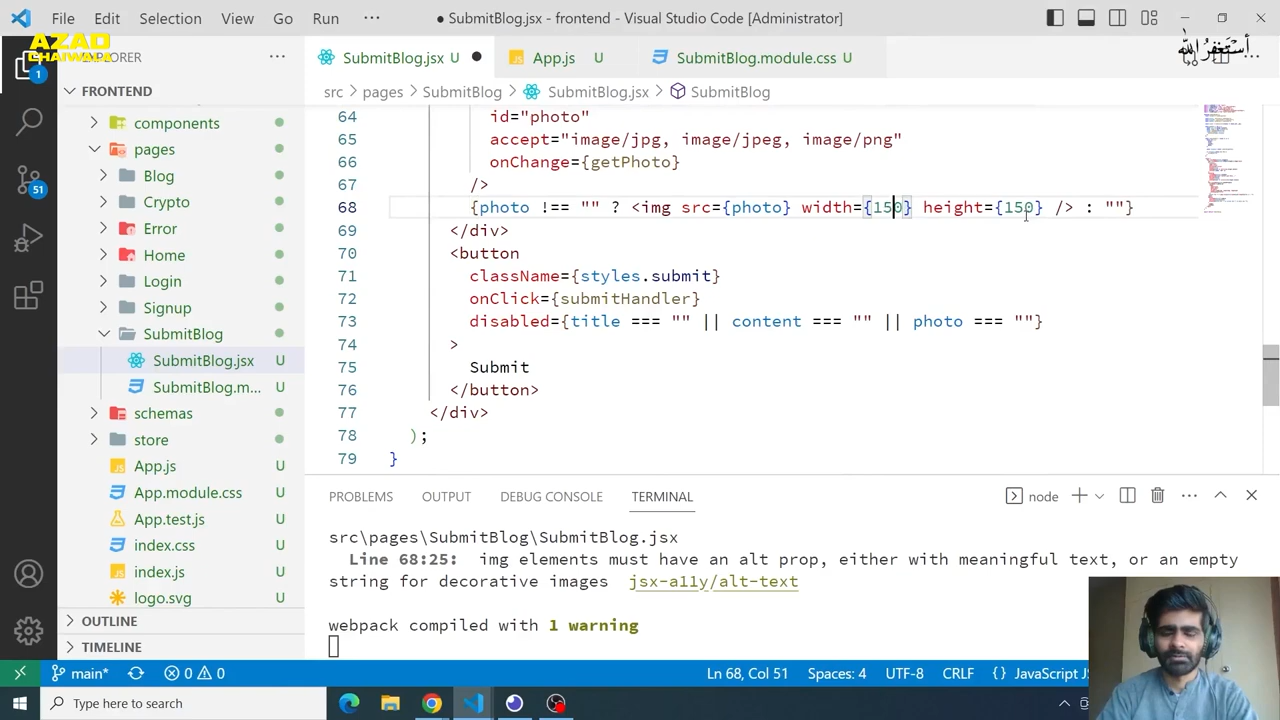 File Edit Selection View Go Run ··· ● SubmitBlog.jsx - frontend - Visual Studio Code [Administrator]
AZAD
CHAIWALA
EXPLORER ···
SubmitBlog.jsx U ●
App.js U
SubmitBlog.module.css U
أستغفر الله
1
FRONTEND
src > pages > SubmitBlog > SubmitBlog.jsx > SubmitBlog
components
pages
Blog
Crypto
Error
Home
Login
Signup
SubmitBlog
SubmitBlog.jsx U
SubmitBlog.m... U
schemas
store
App.js U
App.module.css U
App.test.js U
index.css U
index.js U
logo.svg U
OUTLINE
TIMELINE
51
64 id="photo"
65 accept="image/jpg, image/jpeg, image/png"
66 onChange={getPhoto}
67 />
68 {photo !== "" ? <img src={photo} width={150} height={150} /> : ""}
69 </div>
70 <button
71 className={styles.submit}
72 onClick={submitHandler}
73 disabled={title === "" || content === "" || photo === ""}
74 >
75 Submit
76 </button>
77 </div>
78 );
79 }
PROBLEMS OUTPUT DEBUG CONSOLE TERMINAL node
src\pages\SubmitBlog\SubmitBlog.jsx
Line 68:25: img elements must have an alt prop, either with meaningful text, or an empty
string for decorative images jsx-a11y/alt-text
webpack compiled with 1 warning
main* 0 0 Ln 68, Col 51 Spaces: 4 UTF-8 CRLF {} JavaScript
Type here to search